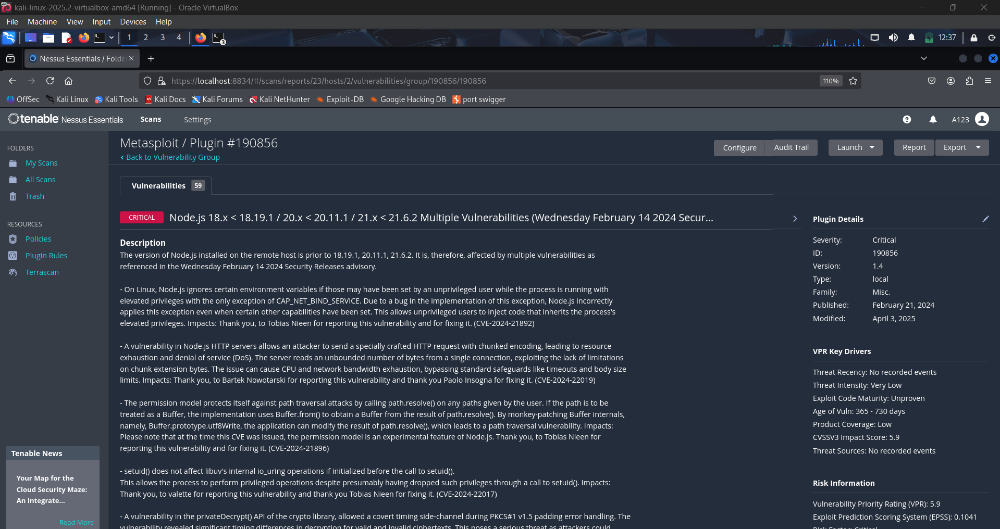 kali-linux-2025.2-virtualbox-amd64 [Running] - Oracle VirtualBox
File Machine View Input Devices Help
1 2 3 4 3 12:37
Nessus Essentials / Folde
https://localhost:8834/#/scans/reports/23/hosts/2/vulnerabilities/group/190856/190856 110%
OffSec Kali Linux Kali Tools Kali Docs Kali Forums Kali NetHunter Exploit-DB Google Hacking DB port swigger
tenable Nessus Essentials Scans Settings A123
FOLDERS
My Scans
All Scans
Trash
RESOURCES
Policies
Plugin Rules
Terrascan
Tenable News
Your Map for the
Cloud Security Maze:
An Integrate...
Read More
Metasploit / Plugin #190856
Back to Vulnerability Group
Configure Audit Trail Launch Report Export
Vulnerabilities 59
CRITICAL Node.js 18.x < 18.19.1 / 20.x < 20.11.1 / 21.x < 21.6.2 Multiple Vulnerabilities (Wednesday February 14 2024 Secur...
Description
The version of Node.js installed on the remote host is prior to 18.19.1, 20.11.1, 21.6.2. It is, therefore, affected by multiple vulnerabilities as
referenced in the Wednesday February 14 2024 Security Releases advisory.
- On Linux, Node.js ignores certain environment variables if those may have been set by an unprivileged user while the process is running with
elevated privileges with the only exception of CAP_NET_BIND_SERVICE. Due to a bug in the implementation of this exception, Node.js incorrectly
applies this exception even when certain other capabilities have been set. This allows unprivileged users to inject code that inherits the process's
elevated privileges. Impacts: Thank you, to Tobias Nieen for reporting this vulnerability and for fixing it. (CVE-2024-21892)
- A vulnerability in Node.js HTTP servers allows an attacker to send a specially crafted HTTP request with chunked encoding, leading to resource
exhaustion and denial of service (DoS). The server reads an unbounded number of bytes from a single connection, exploiting the lack of limitations
on chunk extension bytes. The issue can cause CPU and network bandwidth exhaustion, bypassing standard safeguards like timeouts and body size
limits. Impacts: Thank you, to Bartek Nowotarski for reporting this vulnerability and thank you Paolo Insogna for fixing it. (CVE-2024-22019)
- The permission model protects itself against path traversal attacks by calling path.resolve() on any paths given by the user. If the path is to be
treated as a Buffer, the implementation uses Buffer.from() to obtain a Buffer from the result of path.resolve(). By monkey-patching Buffer internals,
namely, Buffer.prototype.utf8Write, the application can modify the result of path.resolve(), which leads to a path traversal vulnerability. Impacts:
Please note that at the time this CVE was issued, the permission model is an experimental feature of Node.js. Thank you, to Tobias Nieen for
reporting this vulnerability and for fixing it. (CVE-2024-21896)
- setuid() does not affect libuv's internal io_uring operations if initialized before the call to setuid().
This allows the process to perform privileged operations despite presumably having dropped such privileges through a call to setuid(). Impacts:
Thank you, to valette for reporting this vulnerability and thank you Tobias Nieen for fixing it. (CVE-2024-22017)
- A vulnerability in the privateDecrypt() API of the crypto library, allowed a covert timing side-channel during PKCS#1 v1.5 padding error handling. The
vulnerability revealed significant timing differences in decryption for valid and invalid ciphertexts. This poses a serious threat as attackers could
Plugin Details
Severity: Critical
ID: 190856
Version: 1.4
Type: local
Family: Misc.
Published: February 21, 2024
Modified: April 3, 2025
VPR Key Drivers
Threat Recency: No recorded events
Threat Intensity: Very Low
Exploit Code Maturity: Unproven
Age of Vuln: 365 - 730 days
Product Coverage: Low
CVSSV3 Impact Score: 5.9
Threat Sources: No recorded events
Risk Information
Vulnerability Priority Rating (VPR): 5.9
Exploit Prediction Scoring System (EPSS): 0.1041
Risk Factor: Critical